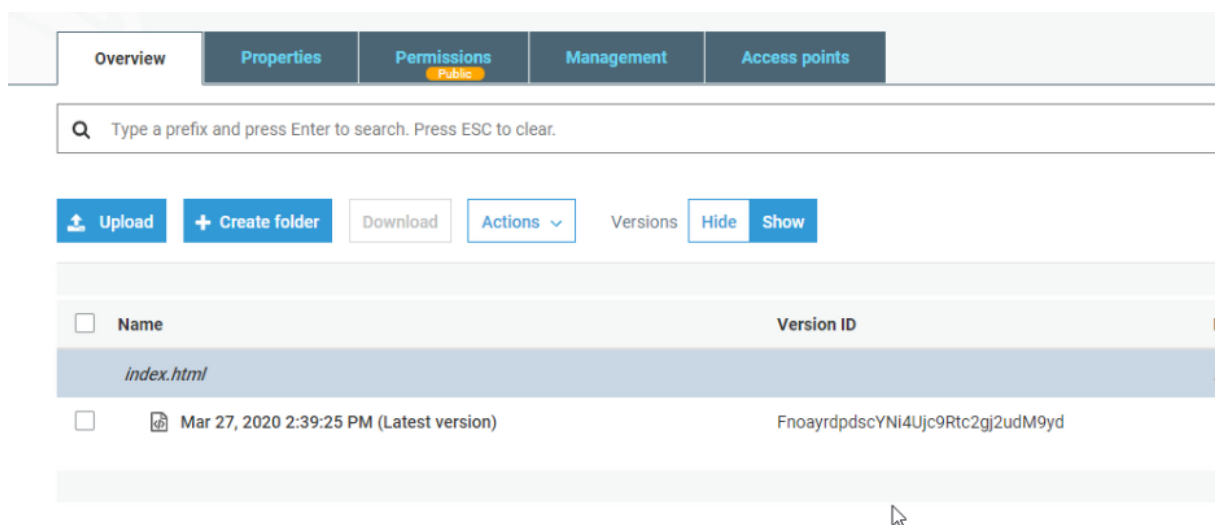 Overview Properties Permissions Management Access points
Public
Type a prefix and press Enter to search. Press ESC to clear.
Upload Create folder Download Actions Versions Hide Show
Name Version ID
index.html
Mar 27, 2020 2:39:25 PM (Latest version) FnoayrdpdscYNi4Ujc9Rtc2gj2udM9yd